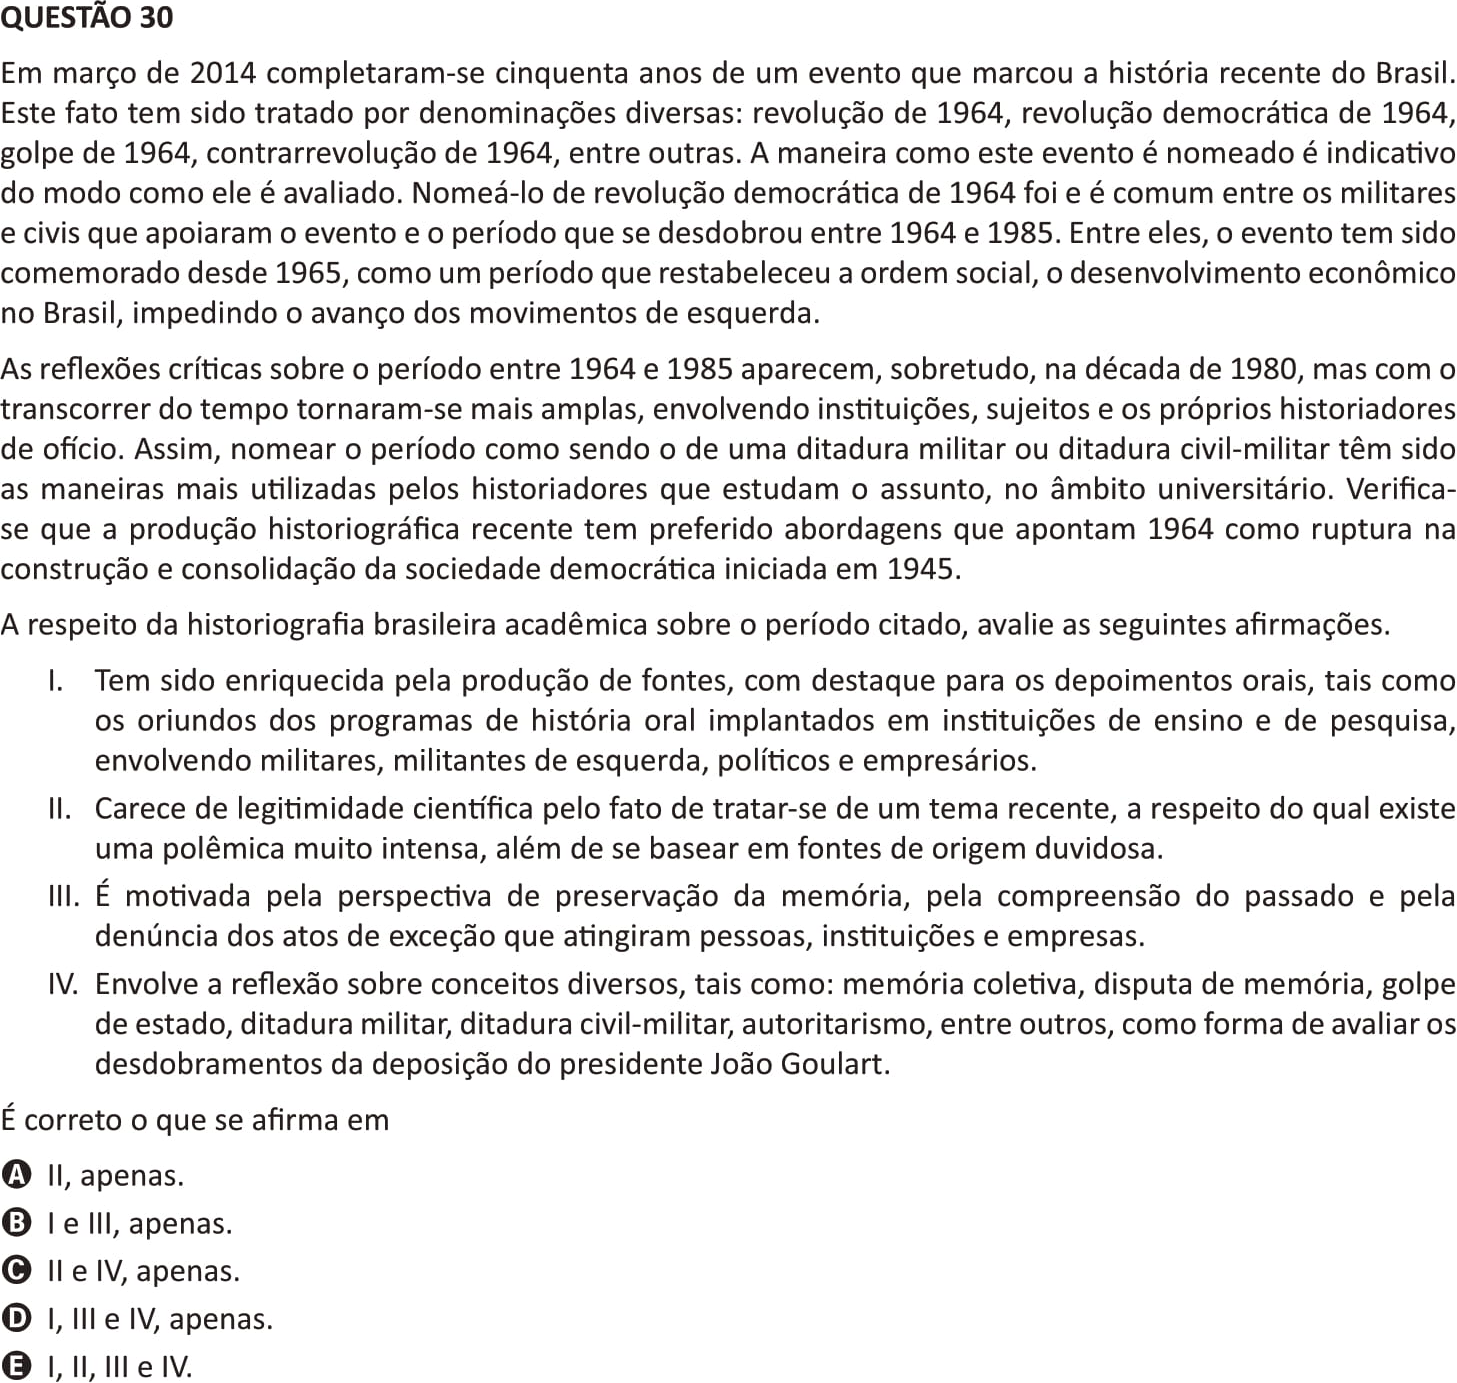 QUESTÃO 30
Em março de 2014 completaram-se cinquenta anos de um evento que marcou a história recente do Brasil.
Este fato tem sido tratado por denominações diversas: revolução de 1964, revolução democrática de 1964,
golpe de 1964, contrarrevolução de 1964, entre outras. A maneira como este evento é nomeado é indicativo
do modo como ele é avaliado. Nomeá-lo de revolução democrática de 1964 foi e é comum entre os militares
e civis que apoiaram o evento e o período que se desdobrou entre 1964 e 1985. Entre eles, o evento tem sido
comemorado desde 1965, como um período que restabeleceu a ordem social, o desenvolvimento econômico
no Brasil, impedindo o avanço dos movimentos de esquerda.
As reflexões críticas sobre o período entre 1964 e 1985 aparecem, sobretudo, na década de 1980, mas com o
transcorrer do tempo tornaram-se mais amplas, envolvendo instituições, sujeitos e os próprios historiadores
de ofício. Assim, nomear o período como sendo o de uma ditadura militar ou ditadura civil-militar têm sido
as maneiras mais utilizadas pelos historiadores que estudam o assunto, no âmbito universitário. Verifica-
se que a produção historiográfica recente tem preferido abordagens que apontam 1964 como ruptura na
construção e consolidação da sociedade democrática iniciada em 1945.
A respeito da historiografia brasileira acadêmica sobre o período citado, avalie as seguintes afirmações.
I. Tem sido enriquecida pela produção de fontes, com destaque para os depoimentos orais, tais como
os oriundos dos programas de história oral implantados em instituições de ensino e de pesquisa,
envolvendo militares, militantes de esquerda, políticos e empresários.
II. Carece de legitimidade científica pelo fato de tratar-se de um tema recente, a respeito do qual existe
uma polêmica muito intensa, além de se basear em fontes de origem duvidosa.
III. É motivada pela perspectiva de preservação da memória, pela compreensão do passado e pela
denúncia dos atos de exceção que atingiram pessoas, instituições e empresas.
IV. Envolve a reflexão sobre conceitos diversos, tais como: memória coletiva, disputa de memória, golpe
de estado, ditadura militar, ditadura civil-militar, autoritarismo, entre outros, como forma de avaliar os
desdobramentos da deposição do presidente João Goulart.
É correto o que se afirma em
A II, apenas.
B I e III, apenas.
C II e IV, apenas.
D I, III e IV, apenas.
E I, II, III e IV.